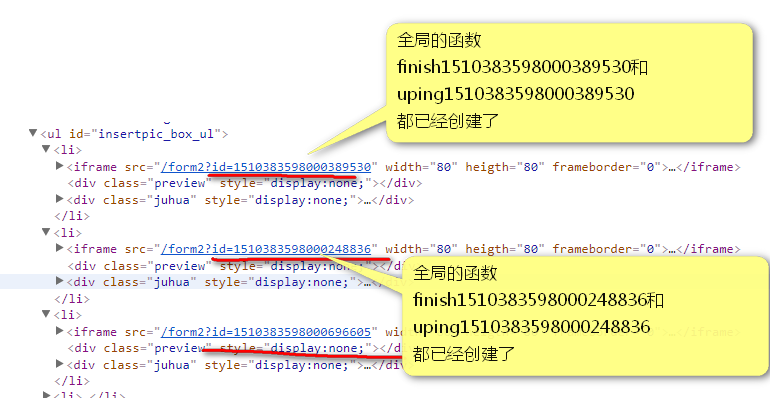 全局的函数
finish1510383598000389530和
uping1510383598000389530
都已经创建了
▼<ul id="insertpic_box_ul">
▼<li>
▶<iframe src="/form2?id=1510383598000389530" width="80" heigth="80" frameborder="0">…</iframe>
<div class="preview" style="display:none;"></div>
▶<div class="juhua" style="display:none;">…</div>
</li>
▼<li>
▶<iframe src="/form2?id=1510383598000248836" width="80" heigth="80" frameborder="0">…</iframe>
<div class="preview" style="display:none;"></di
▶<div class="juhua" style="display:none;">…</div>
</li>
全局的函数
finish1510383598000248836和
uping1510383598000248836
都已经创建了
▼<li>
▶<iframe src="/form2?id=1510383598000696605" width="8
<div class="preview" style="display:none;"></di
▶<div class="juhua" style="display:none;">…</div>
</li>
▶<li> </li>